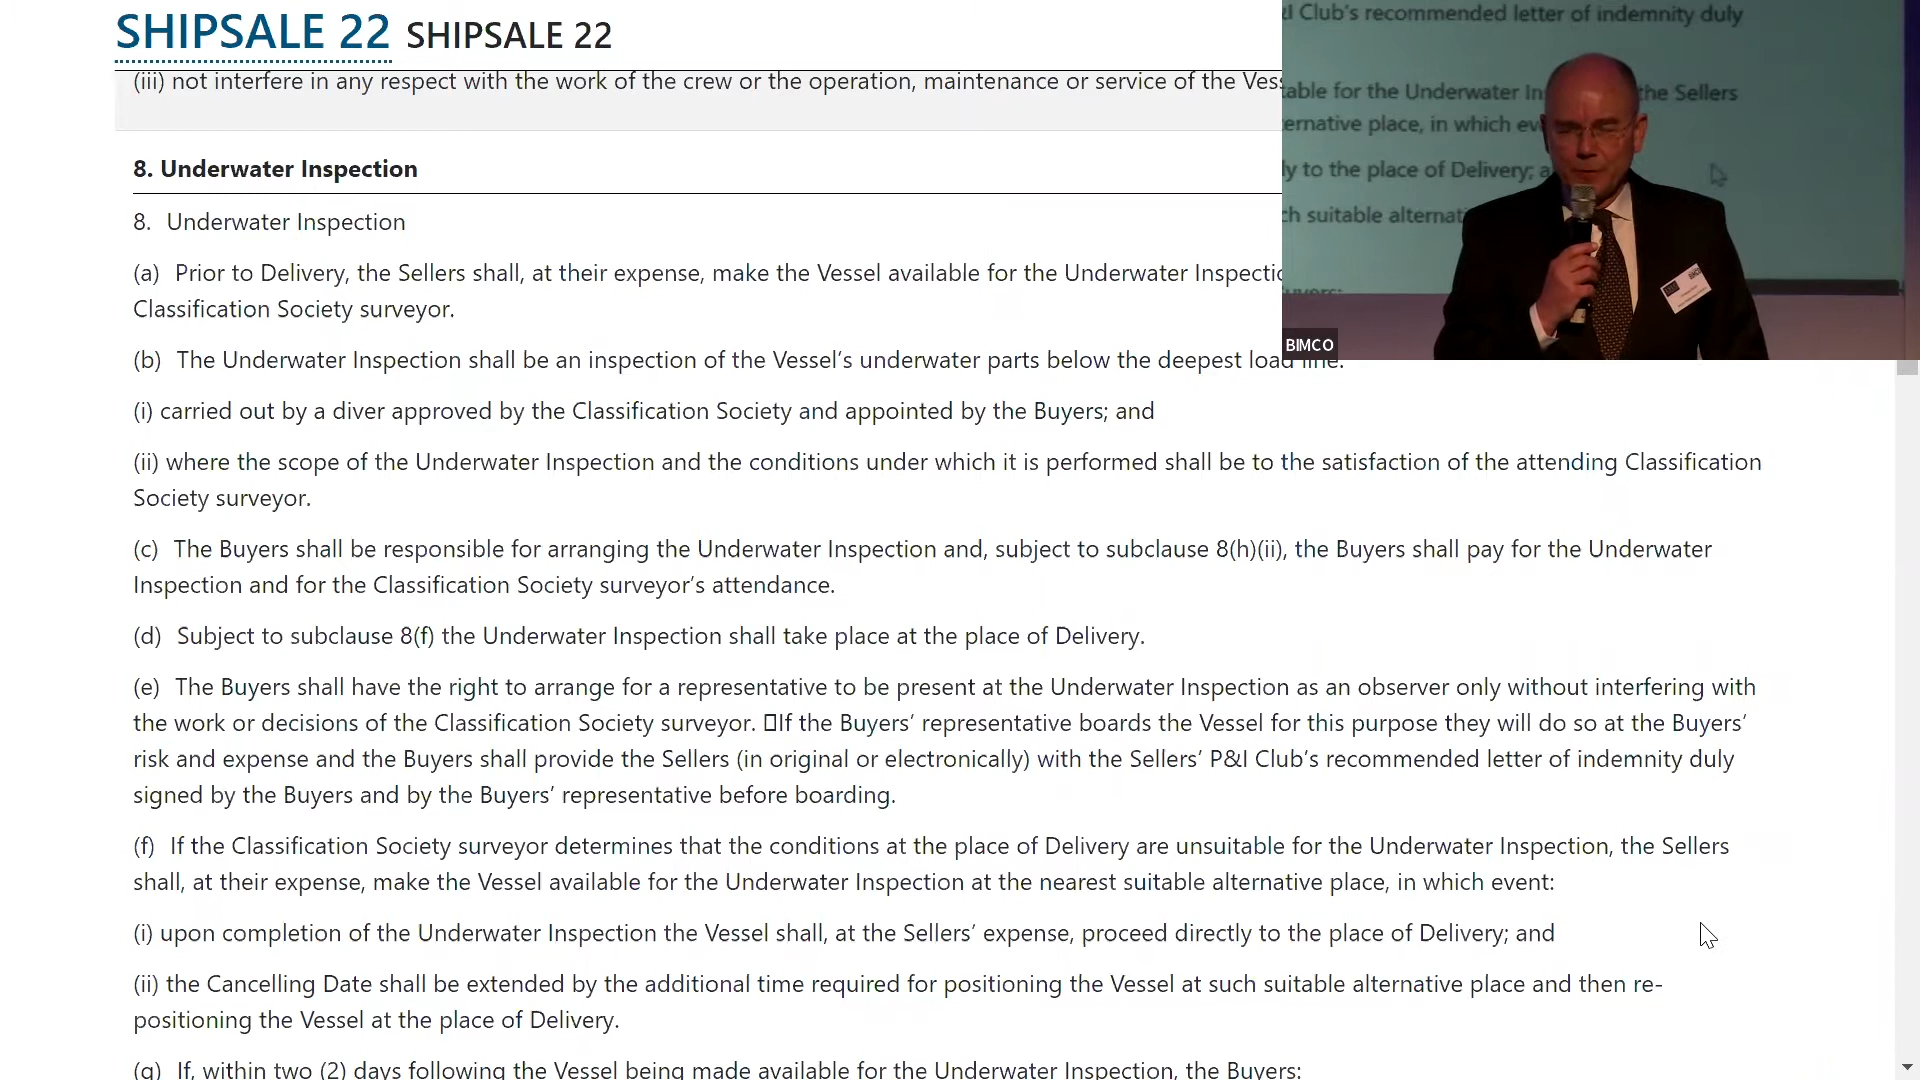 SHIPSALE 22 SHIPSALE 22
(iii) not interfere in any respect with the work of the crew or the operation, maintenance or service of the Vess
8. Underwater Inspection
8. Underwater Inspection
(a) Prior to Delivery, the Sellers shall, at their expense, make the Vessel available for the Underwater Inspectio
Classification Society surveyor.
(b) The Underwater Inspection shall be an inspection of the Vessel’s underwater parts below the deepest load line.
(i) carried out by a diver approved by the Classification Society and appointed by the Buyers; and
(ii) where the scope of the Underwater Inspection and the conditions under which it is performed shall be to the satisfaction of the attending Classification
Society surveyor.
(c) The Buyers shall be responsible for arranging the Underwater Inspection and, subject to subclause 8(h)(ii), the Buyers shall pay for the Underwater
Inspection and for the Classification Society surveyor’s attendance.
(d) Subject to subclause 8(f) the Underwater Inspection shall take place at the place of Delivery.
(e) The Buyers shall have the right to arrange for a representative to be present at the Underwater Inspection as an observer only without interfering with
the work or decisions of the Classification Society surveyor. If the Buyers’ representative boards the Vessel for this purpose they will do so at the Buyers’
risk and expense and the Buyers shall provide the Sellers (in original or electronically) with the Sellers’ P&I Club’s recommended letter of indemnity duly
signed by the Buyers and by the Buyers’ representative before boarding.
(f) If the Classification Society surveyor determines that the conditions at the place of Delivery are unsuitable for the Underwater Inspection, the Sellers
shall, at their expense, make the Vessel available for the Underwater Inspection at the nearest suitable alternative place, in which event:
(i) upon completion of the Underwater Inspection the Vessel shall, at the Sellers’ expense, proceed directly to the place of Delivery; and
(ii) the Cancelling Date shall be extended by the additional time required for positioning the Vessel at such suitable alternative place and then re-
positioning the Vessel at the place of Delivery.
(g) If, within two (2) days following the Vessel being made available for the Underwater Inspection, the Buyers:
&I Club’s recommended letter of indemnity duly
table for the Underwater In the Sellers
ernative place, in which ev
ly to the place of Delivery; a
ch suitable alternat
BIMCO